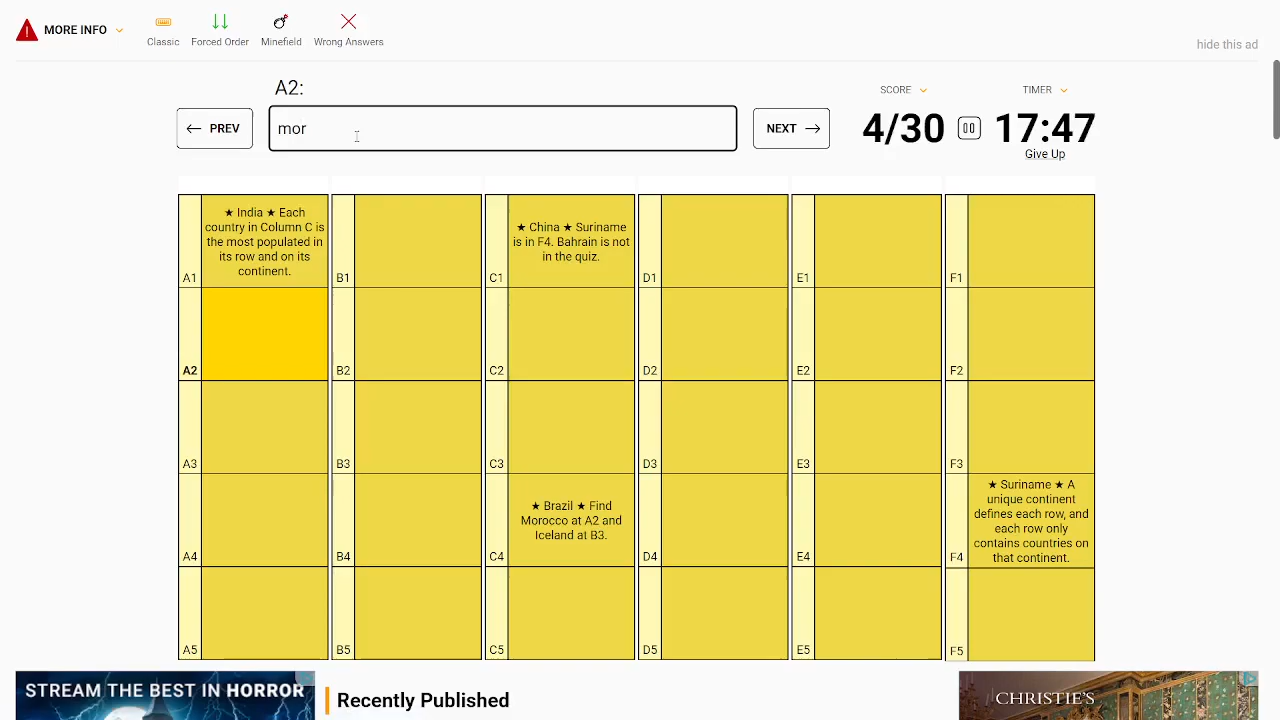 MORE INFO
Classic
Forced Order
Minefield
Wrong Answers
hide this ad
A2:
SCORE
TIMER
← PREV
mor
NEXT →
4/30
17:47
Give Up
★ India ★ Each
country in Column C is
the most populated in
its row and on its
continent.
A1
B1
★ China ★ Suriname
is in F4. Bahrain is not
in the quiz.
C1
D1
E1
F1
A2
B2
C2
D2
E2
F2
A3
B3
C3
D3
E3
F3
A4
B4
★ Brazil ★ Find
Morocco at A2 and
Iceland at B3.
C4
D4
E4
★ Suriname ★ A
unique continent
defines each row, and
each row only
contains countries on
that continent.
F4
A5
B5
C5
D5
E5
F5
STREAM THE BEST IN HORROR
Recently Published
CHRISTIE'S